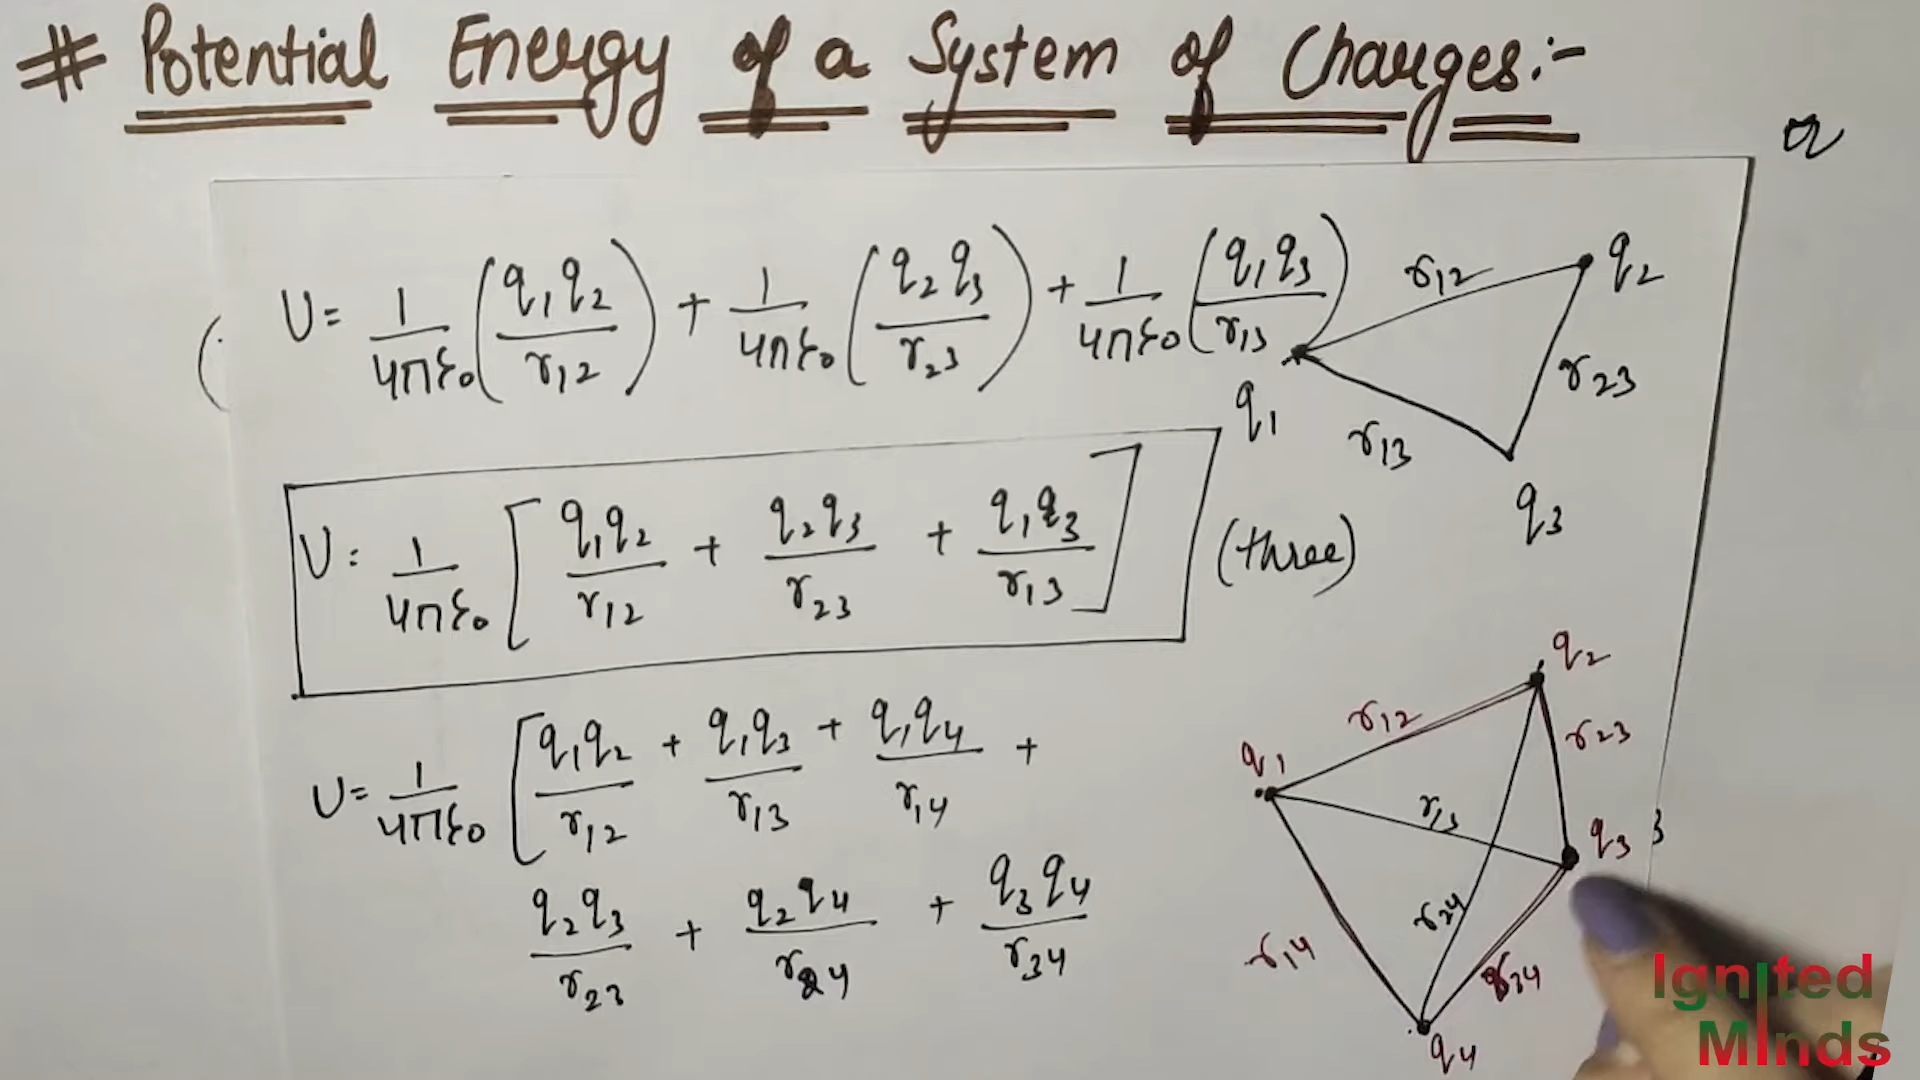 # Potential Energy of a System of Charges:-
U= 1/4πε₀ (q₁q₂/r₁₂) + 1/4πε₀ (q₂q₃/r₂₃) + 1/4πε₀ (q₁q₃/r₁₃)
r₁₂
q₂
q₁
r₁₃
r₂₃
q₃
U= 1/4πε₀ [q₁q₂/r₁₂ + q₂q₃/r₂₃ + q₁q₃/r₁₃] (three)
U= 1/4πε₀ [q₁q₂/r₁₂ + q₁q₃/r₁₃ + q₁q₄/r₁₄ +
q₂q₃/r₂₃ + q₂q₄/r₂₄ + q₃q₄/r₃₄
q₂
r₁₂
r₂₃
q₁
r₁₃
q₃
3
r₂₄
r₁₄
r₃₄
q₄
Ignited
Minds